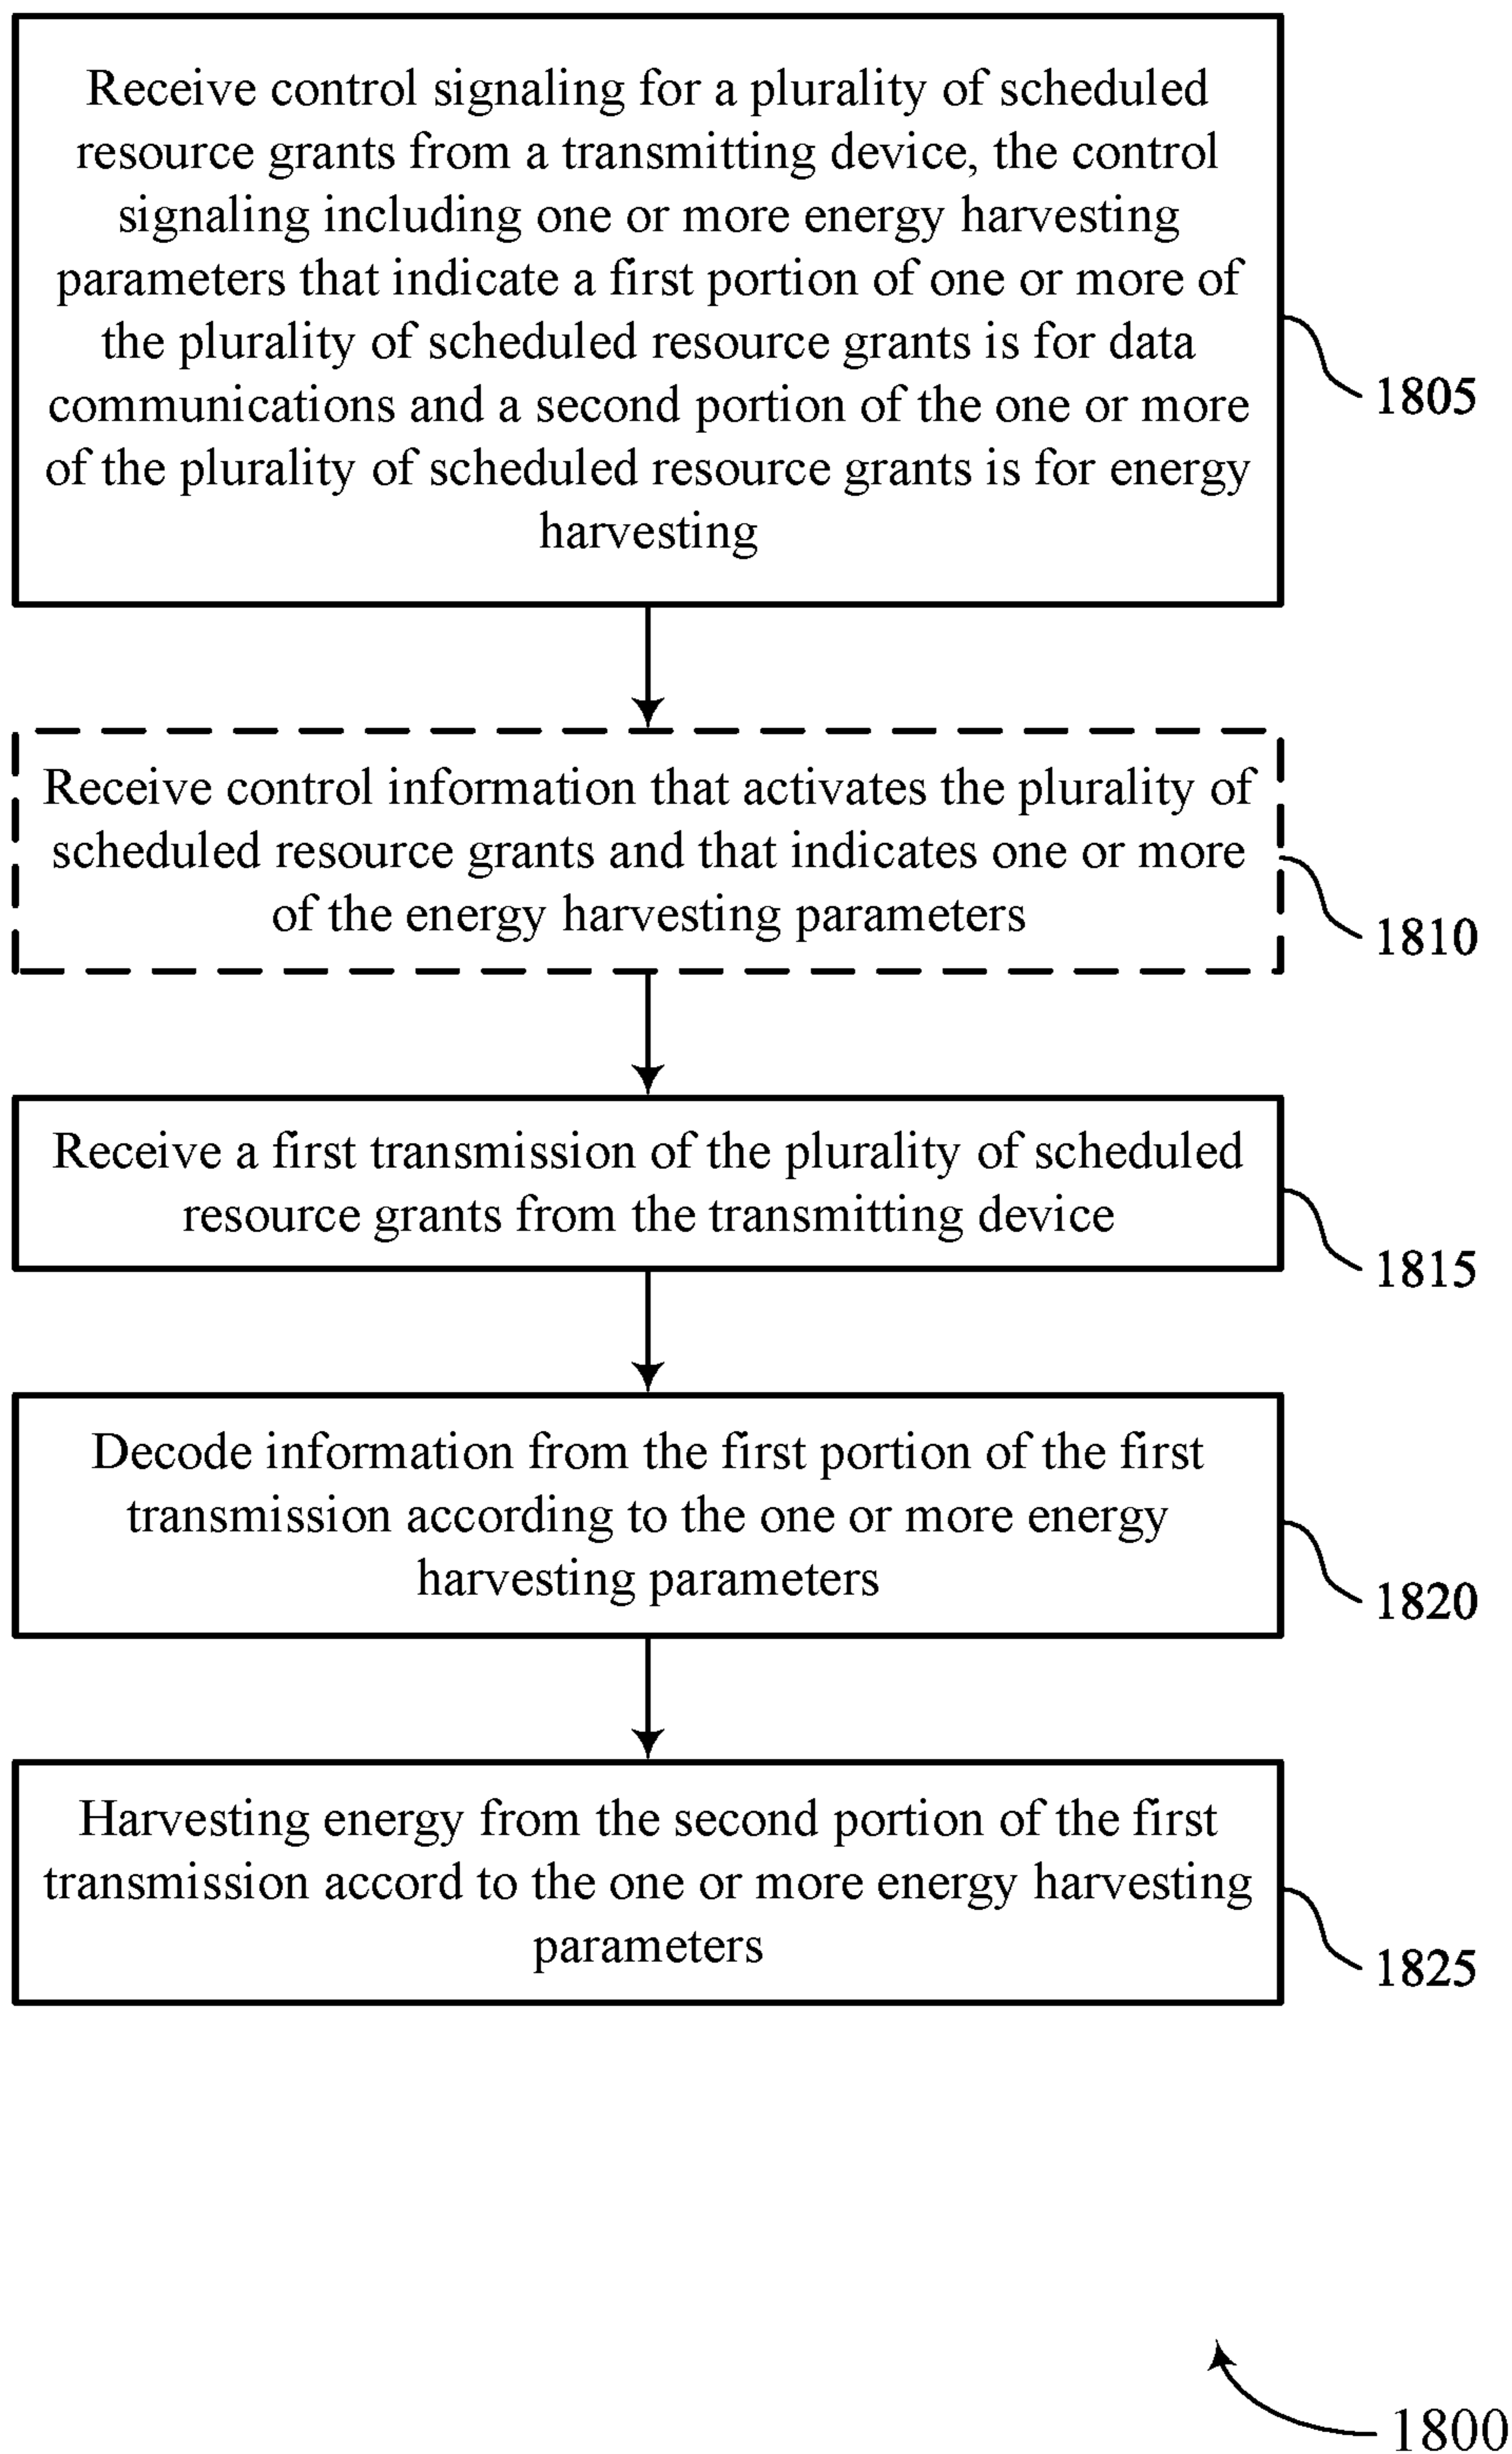 Receive control signaling for a plurality of scheduled
resource grants from a transmitting device, the control
signaling including one or more energy harvesting
parameters that indicate a first portion of one or more of
the plurality of scheduled resource grants is for data
communications and a second portion of the one or more
of the plurality of scheduled resource grants is for energy
harvesting
1805
Receive control information that activates the plurality of
scheduled resource grants and that indicates one or more
of the energy harvesting parameters
1810
Receive a first transmission of the plurality of scheduled
resource grants from the transmitting device
1815
Decode information from the first portion of the first
transmission according to the one or more energy
harvesting parameters
1820
Harvesting energy from the second portion of the first
transmission accord to the one or more energy harvesting
parameters
1825
1800